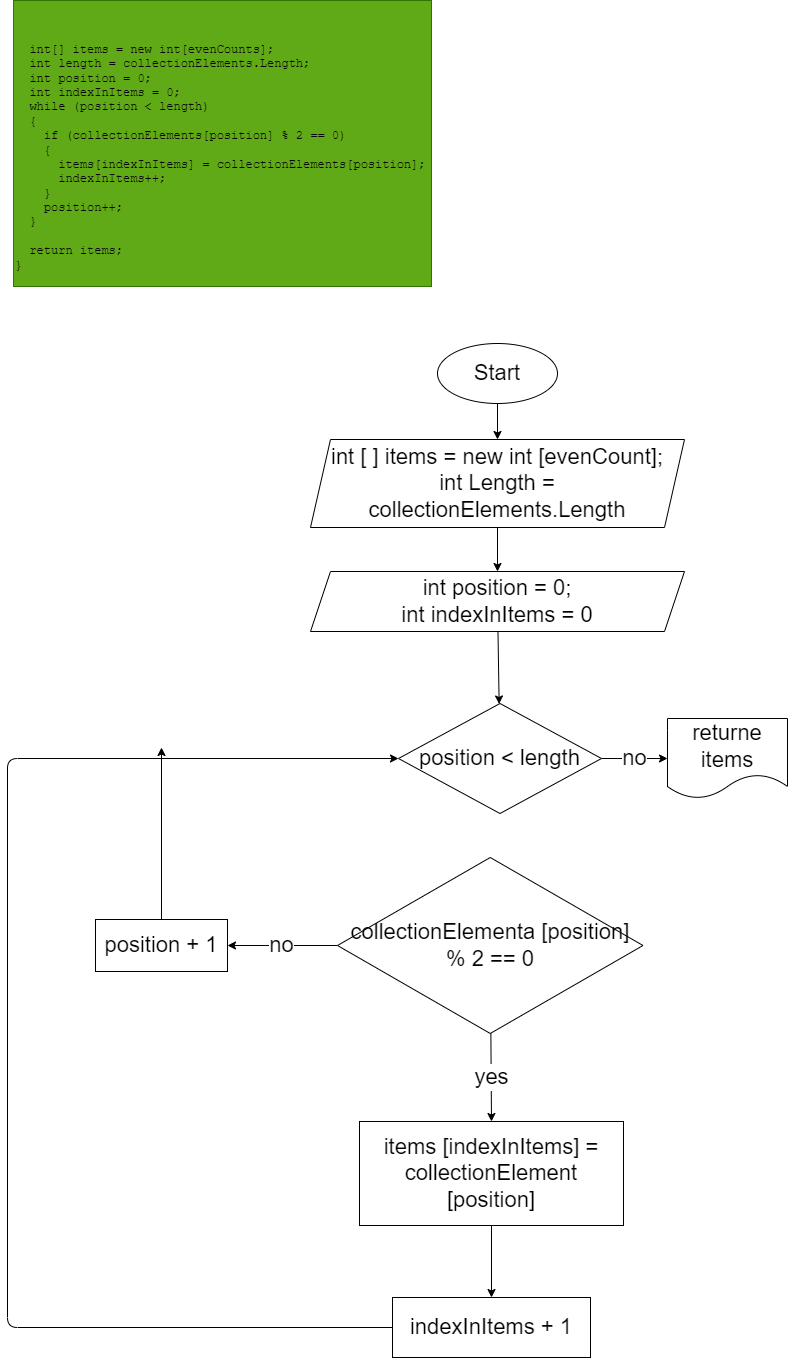 int[] items = new int[evenCounts];
int length = collectionElements.Length;
int position = 0;
int indexInItems = 0;
while (position < length)
{
if (collectionElements[position] % 2 == 0)
{
items[indexInItems] = collectionElements[position];
indexInItems++;
}
position++;
}
return items;
}
Start
int [ ] items = new int [evenCount];
int Length =
collectionElements.Length
int position = 0;
int indexInItems = 0
position < length
no
returne
items
collectionElementa [position]
% 2 == 0
no
position + 1
yes
items [indexInItems] =
collectionElement
[position]
indexInItems + 1